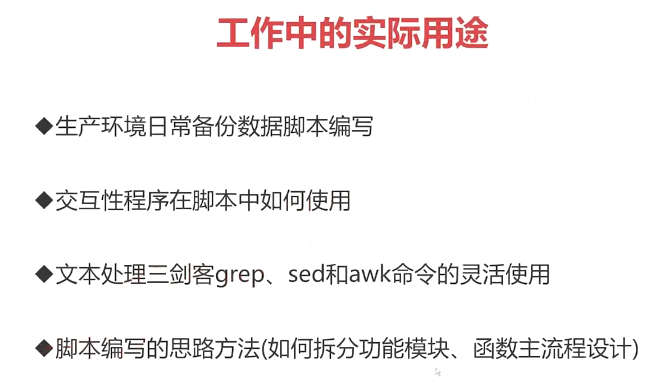 工作中的实际用途
◆生产环境日常备份数据脚本编写
◆交互性程序在脚本中如何使用
◆文本处理三剑客grep、sed和awk命令的灵活使用
◆脚本编写的思路方法(如何拆分功能模块、函数主流程设计)